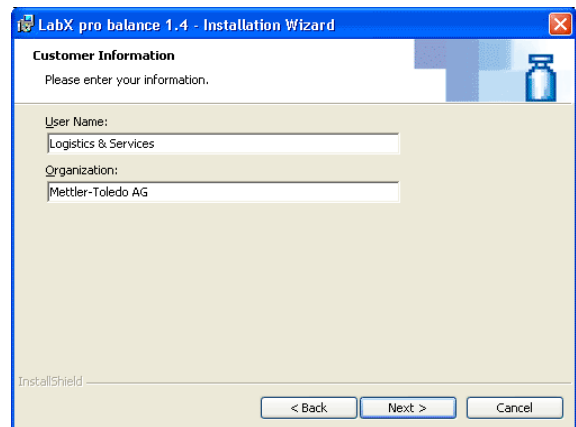 LabX pro balance 1.4 - Installation Wizard
Customer Information
Please enter your information.
User Name:
Logistics & Services
Organization:
Mettler-Toledo AG
InstallShield
< Back
Next >
Cancel